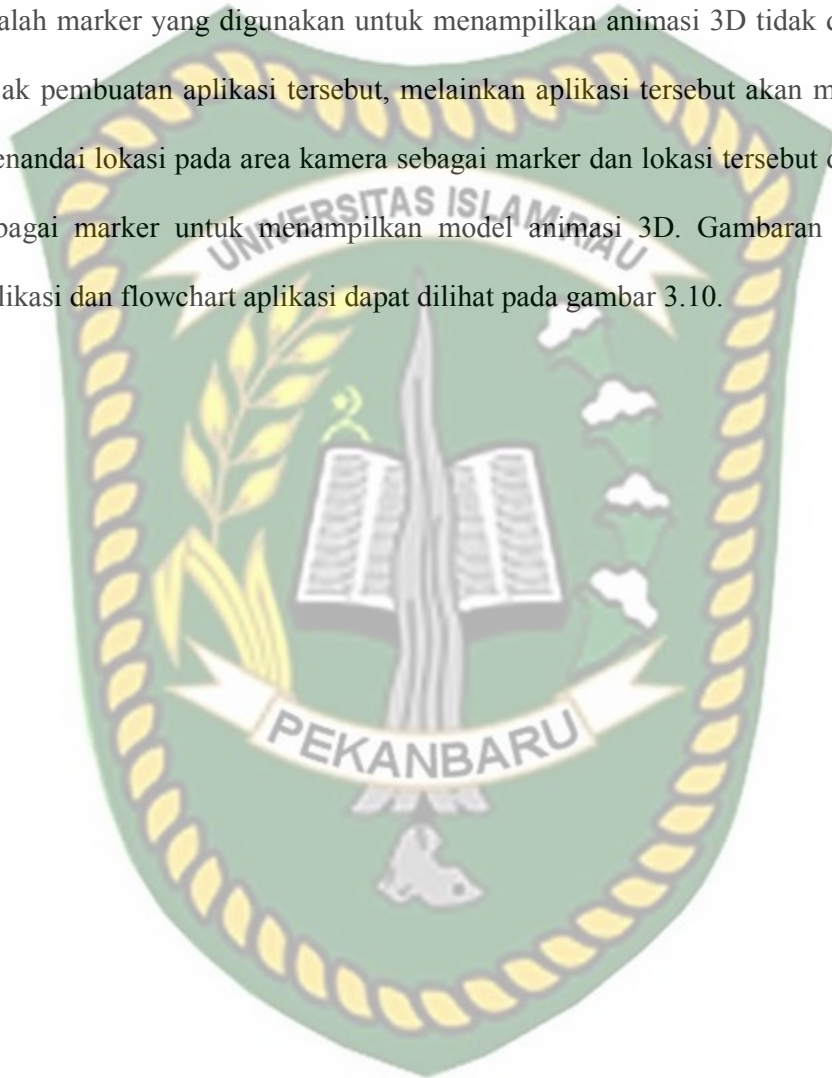 alah marker yang digunakan untuk menampilkan animasi 3D tidak
ak pembuatan aplikasi tersebut, melainkan aplikasi tersebut akan
enandai lokasi pada area kamera sebagai marker dan lokasi tersebut
bagai marker untuk menampilkan model animasi 3D. Gambaran
likasi dan flowchart aplikasi dapat dilihat pada gambar 3.10.
UNIVERSITAS ISLAM RIAU
PEKANBARU